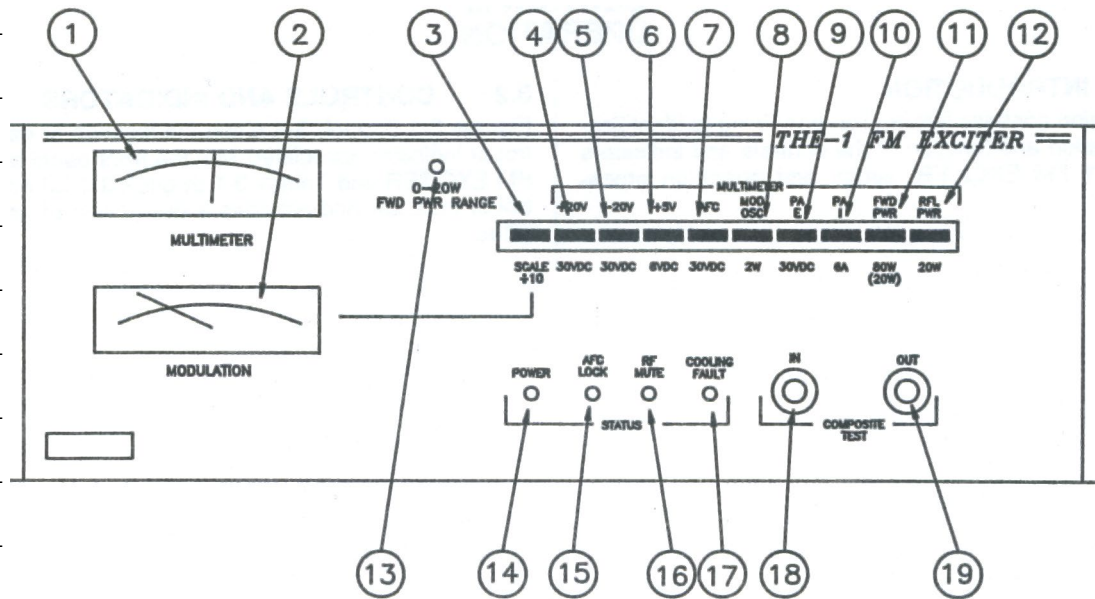 1 2 3 4 5 6 7 8 9 10 11 12
THE-1 FM EXCITER
0-20W
FWD PWR RANGE
MULTIMETER
-20V +5V AFC MOD OSC PA E PA I FWD PWR RFL PWR
MULTIMETER
SCALE ÷10 30VDC 30VDC 6VDC 30VDC 2W 30VDC 6A 80W (20W) 20W
MODULATION
POWER AFC LOCK RF MUTE COOLING FAULT IN OUT
STATUS COMPOSITE TEST
13 14 15 16 17 18 19